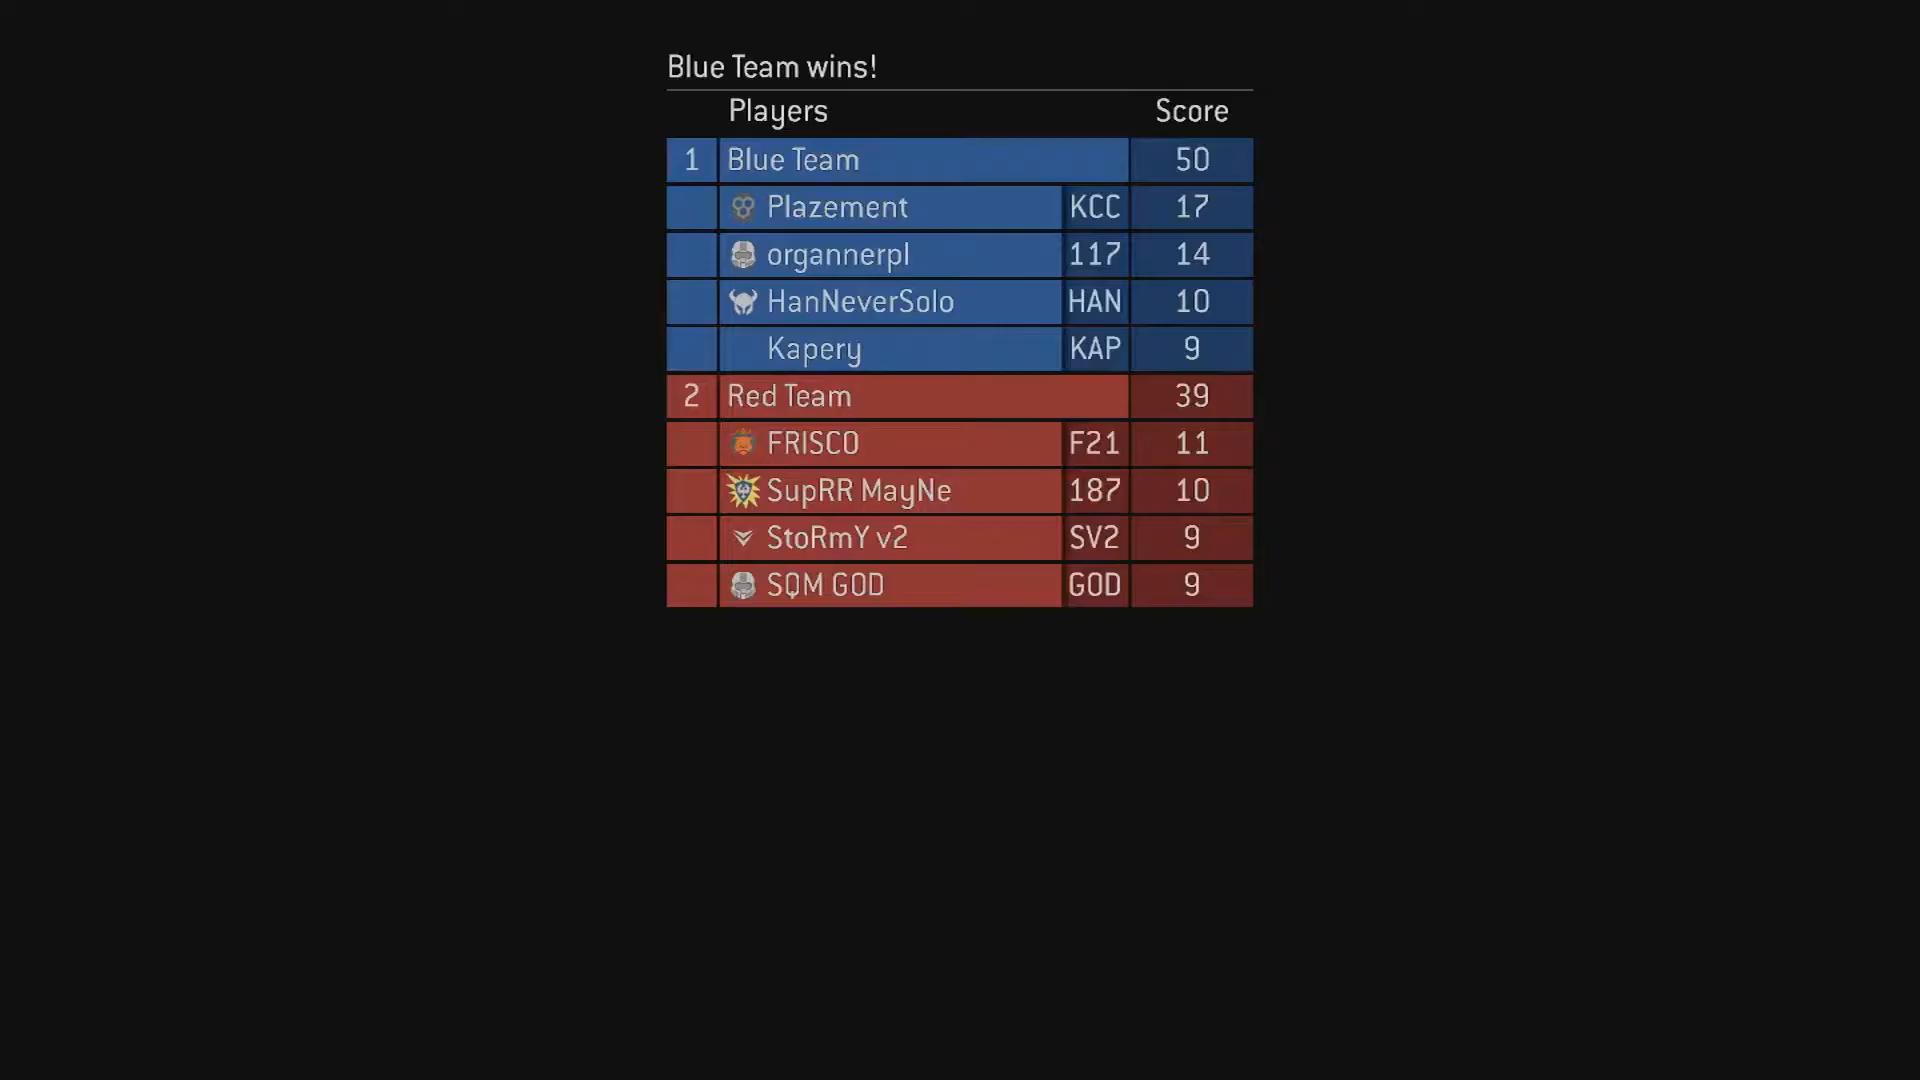 Blue Team wins!
Players Score
1 Blue Team 50
Plazement KCC 17
organnerpl 117 14
HanNeverSolo HAN 10
Kapery KAP 9
2 Red Team 39
FRISCO F21 11
SupRR MayNe 187 10
StoRmY v2 SV2 9
SQM GOD GOD 9